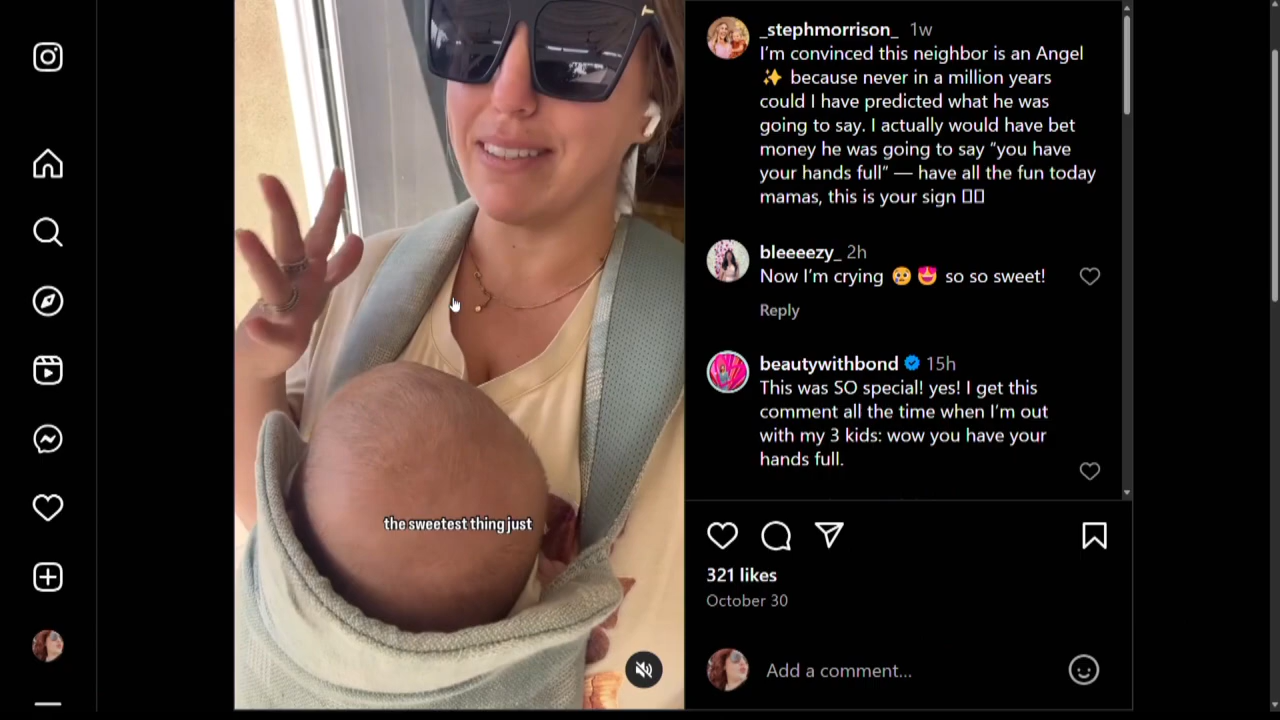 _stephmorrison_ 1w
I’m convinced this neighbor is an Angel
✨ because never in a million years
could I have predicted what he was
going to say. I actually would have bet
money he was going to say “you have
your hands full” — have all the fun today
mamas, this is your sign
bleeeezy_ 2h
Now I’m crying 😢😍 so so sweet!
Reply
beautywithbond 15h
This was SO special! yes! I get this
comment all the time when I’m out
with my 3 kids: wow you have your
hands full.
the sweetest thing just
321 likes
October 30
Add a comment...